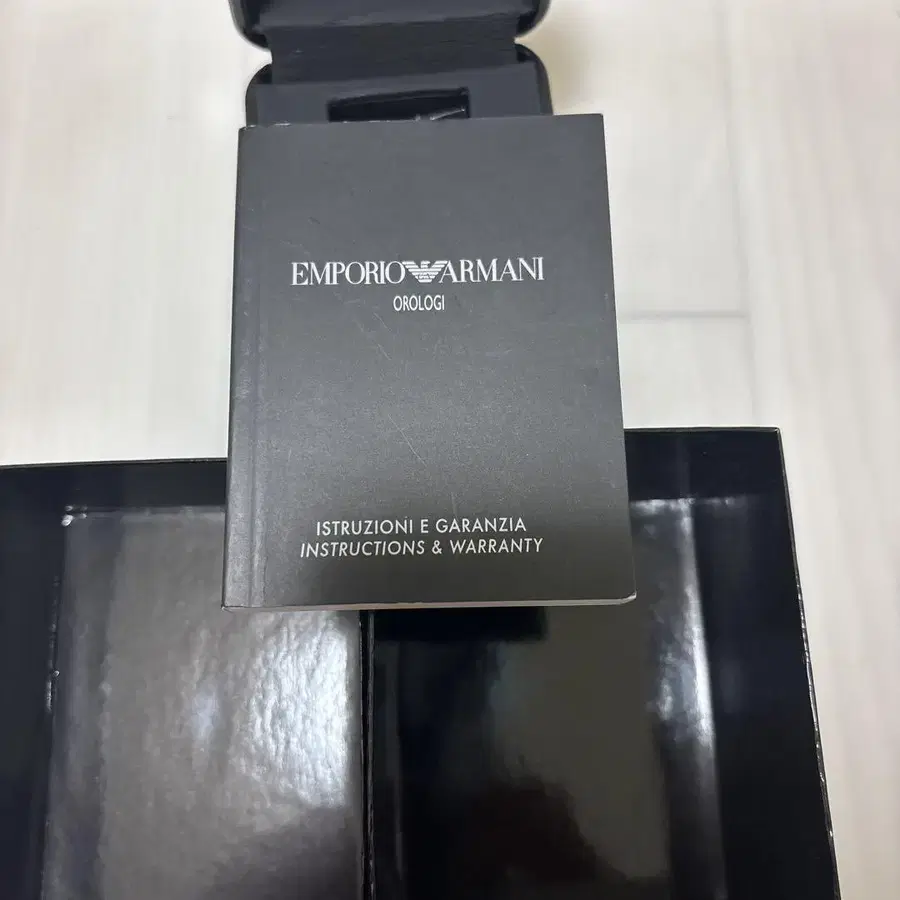 EMPORIO ARMANI
OROLOGI
ISTRUZIONI E GARANZIA
INSTRUCTIONS & WARRANTY